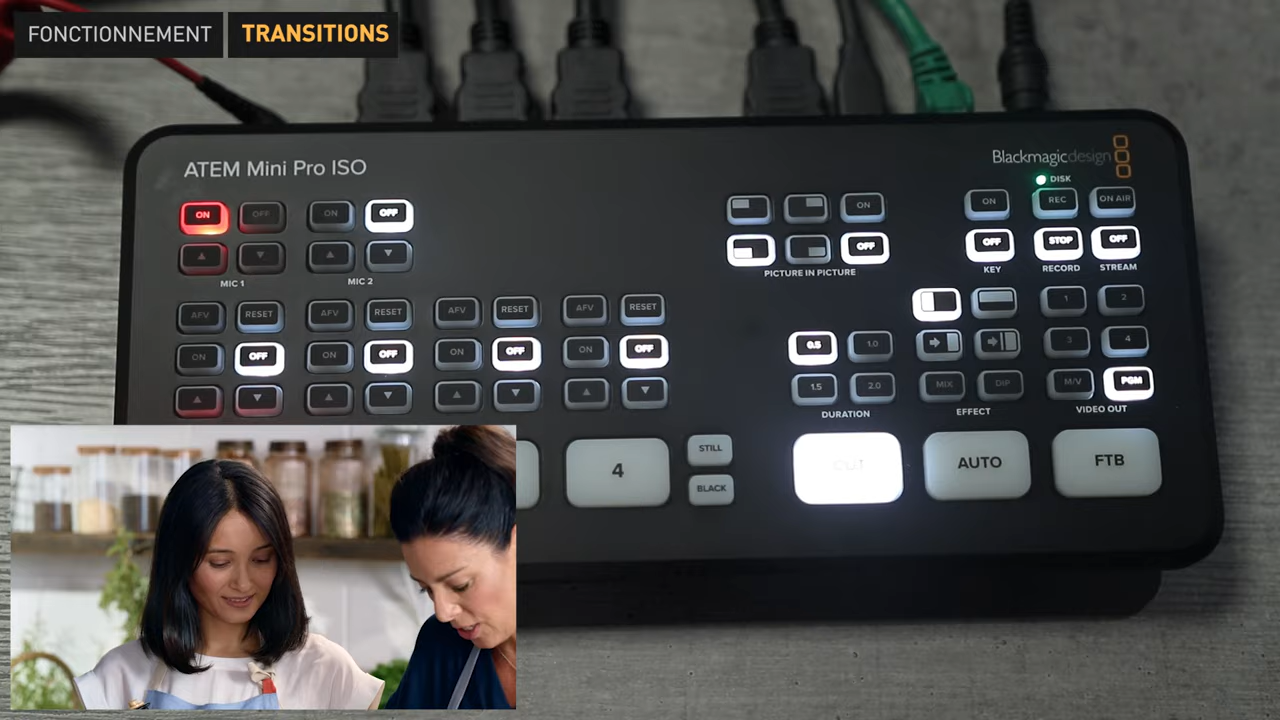 FONCTIONNEMENT TRANSITIONS
ATEM Mini Pro ISO
Blackmagicdesign
DISK
ON OFF ON OFF
ON
ON REC ON AIR
OFF
OFF STOP OFF
MIC 1 MIC 2
PICTURE IN PICTURE
KEY RECORD STREAM
AFV RESET AFV RESET AFV RESET AFV RESET
1 2
ON OFF ON OFF ON OFF ON OFF
0.5 1.0
3 4
1.5 2.0
MIX DIP
M/V PGM
DURATION EFFECT VIDEO OUT
4
STILL
BLACK
CUT AUTO FTB